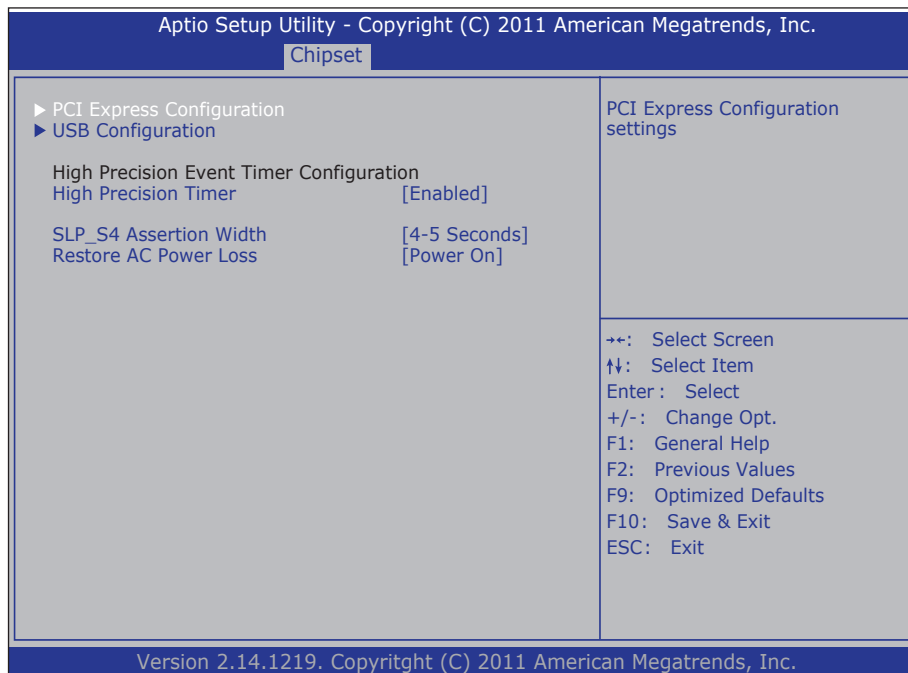 Aptio Setup Utility - Copyright (C) 2011 American Megatrends, Inc.
Chipset
▶ PCI Express Configuration
▶ USB Configuration
High Precision Event Timer Configuration
High Precision Timer [Enabled]
SLP_S4 Assertion Width [4-5 Seconds]
Restore AC Power Loss [Power On]
PCI Express Configuration
settings
→←: Select Screen
↑↓: Select Item
Enter : Select
+/-: Change Opt.
F1: General Help
F2: Previous Values
F9: Optimized Defaults
F10: Save & Exit
ESC: Exit
Version 2.14.1219. Copyritght (C) 2011 American Megatrends, Inc.